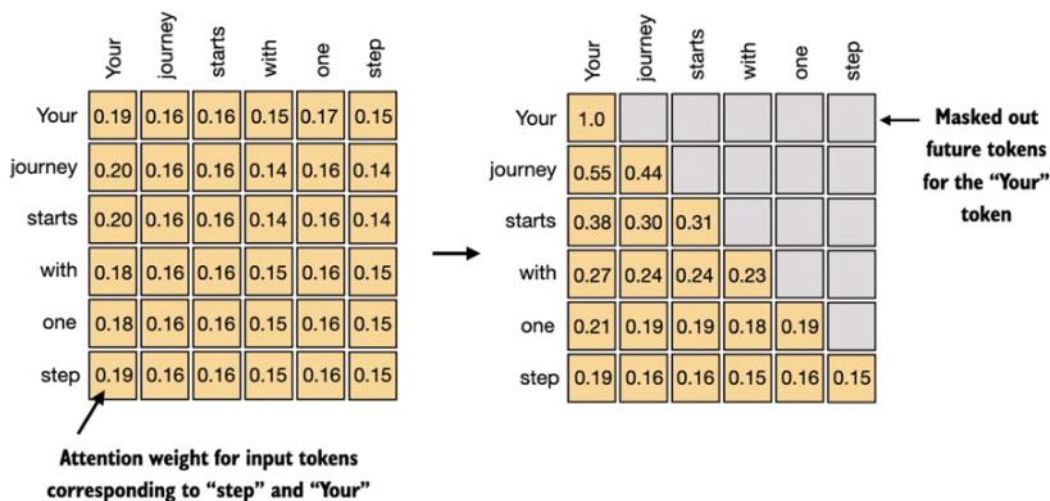 Your journey starts with one step
Your 0.19 0.16 0.16 0.15 0.17 0.15
journey 0.20 0.16 0.16 0.14 0.16 0.14
starts 0.20 0.16 0.16 0.14 0.16 0.14
with 0.18 0.16 0.16 0.15 0.16 0.15
one 0.18 0.16 0.16 0.15 0.16 0.15
step 0.19 0.16 0.16 0.15 0.16 0.15
Attention weight for input tokens
corresponding to “step” and “Your”
Your journey starts with one step
Your 1.0
journey 0.55 0.44
starts 0.38 0.30 0.31
with 0.27 0.24 0.24 0.23
one 0.21 0.19 0.19 0.18 0.19
step 0.19 0.16 0.16 0.15 0.16 0.15
Masked out
future tokens
for the “Your”
token